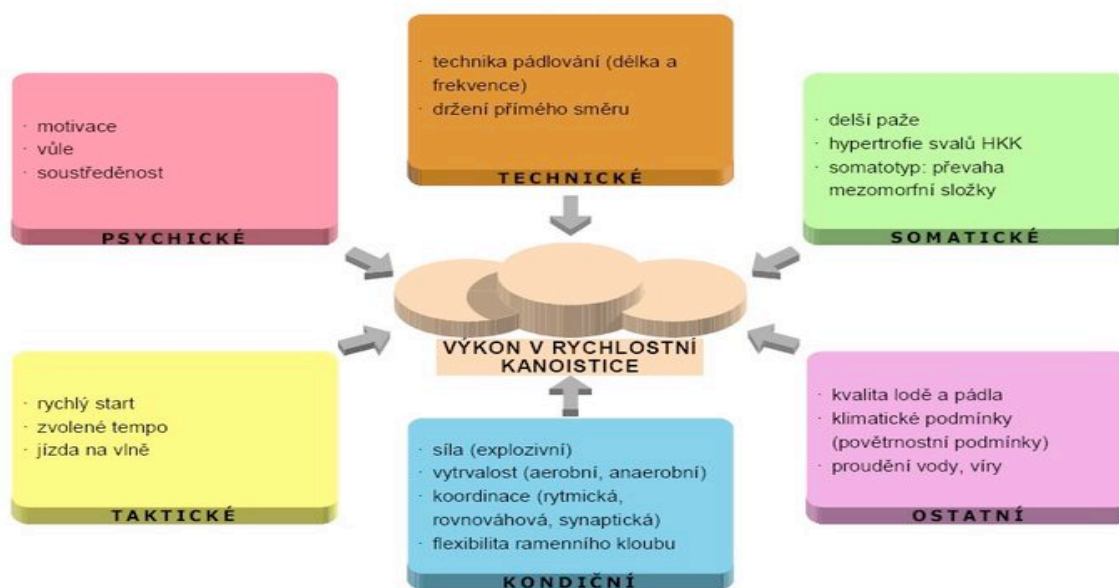 · motivace
· vůle
· soustředěnost
PSYCHICKÉ
· technika pádlování (délka a
frekvence)
· držení přímého směru
TECHNICKÉ
· delší paže
· hypertrofie svalů HKK
· somatotyp: převaha
mezomorfní složky
SOMATICKÉ
VÝKON V RYCHLOSTNÍ
KANOISTICE
· rychlý start
· zvolené tempo
· jízda na vlně
TAKTICKÉ
· síla (explozivní)
· vytrvalost (aerobní, anaerobní)
· koordinace (rytmická,
rovnováhová, synaptická)
· flexibilita ramenního kloubu
KONDIČNÍ
· kvalita lodě a pádla
· klimatické podmínky
(povětrnostní podmínky)
· proudění vody, víry
OSTATNÍ